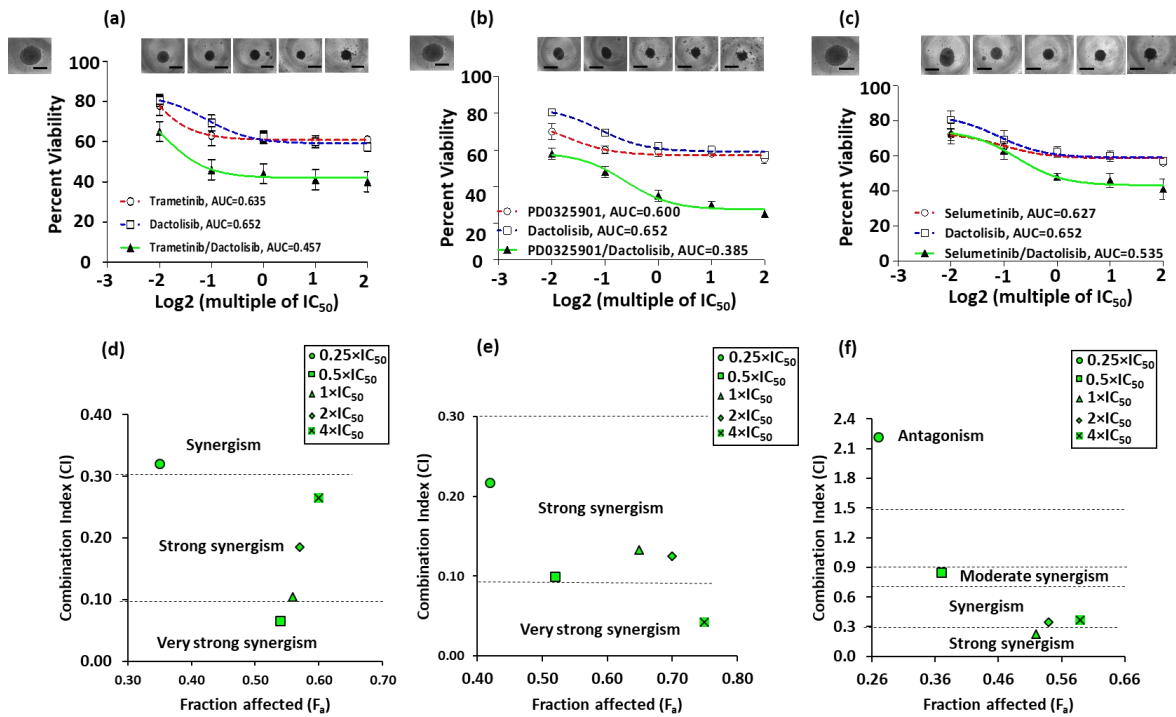 (a)
Percent Viability
100
80
60
40
20
0
-3
-2
-1
0
1
2
Log2 (multiple of IC50)
Trametinib, AUC=0.635
Dactolisib, AUC=0.652
Trametinib/Dactolisib, AUC=0.457
(b)
Percent Viability
100
80
60
40
20
0
-3
-2
-1
0
1
2
Log2 (multiple of IC50)
PD0325901, AUC=0.600
Dactolisib, AUC=0.652
PD0325901/Dactolisib, AUC=0.385
(c)
Percent Viability
100
80
60
40
20
0
-3
-2
-1
0
1
2
Log2 (multiple of IC50)
Selumetinib, AUC=0.627
Dactolisib, AUC=0.652
Selumetinib/Dactolisib, AUC=0.535
(d)
0.25×IC50
0.5×IC50
1×IC50
2×IC50
4×IC50
Combination Index (CI)
0.40
0.30
0.20
0.10
0.00
Synergism
Strong synergism
Very strong synergism
0.30
0.40
0.50
0.60
0.70
Fraction affected (Fa)
(e)
0.25×IC50
0.5×IC50
1×IC50
2×IC50
4×IC50
Combination Index (CI)
0.30
0.20
0.10
0.00
Strong synergism
Very strong synergism
0.40
0.50
0.60
0.70
0.80
Fraction affected (Fa)
(f)
0.25×IC50
0.5×IC50
1×IC50
2×IC50
4×IC50
Combination Index (CI)
2.4
2.1
1.8
1.5
1.2
0.9
0.6
0.3
0.0
Antagonism
Moderate synergism
Synergism
Strong synergism
0.26
0.36
0.46
0.56
0.66
Fraction affected (Fa)